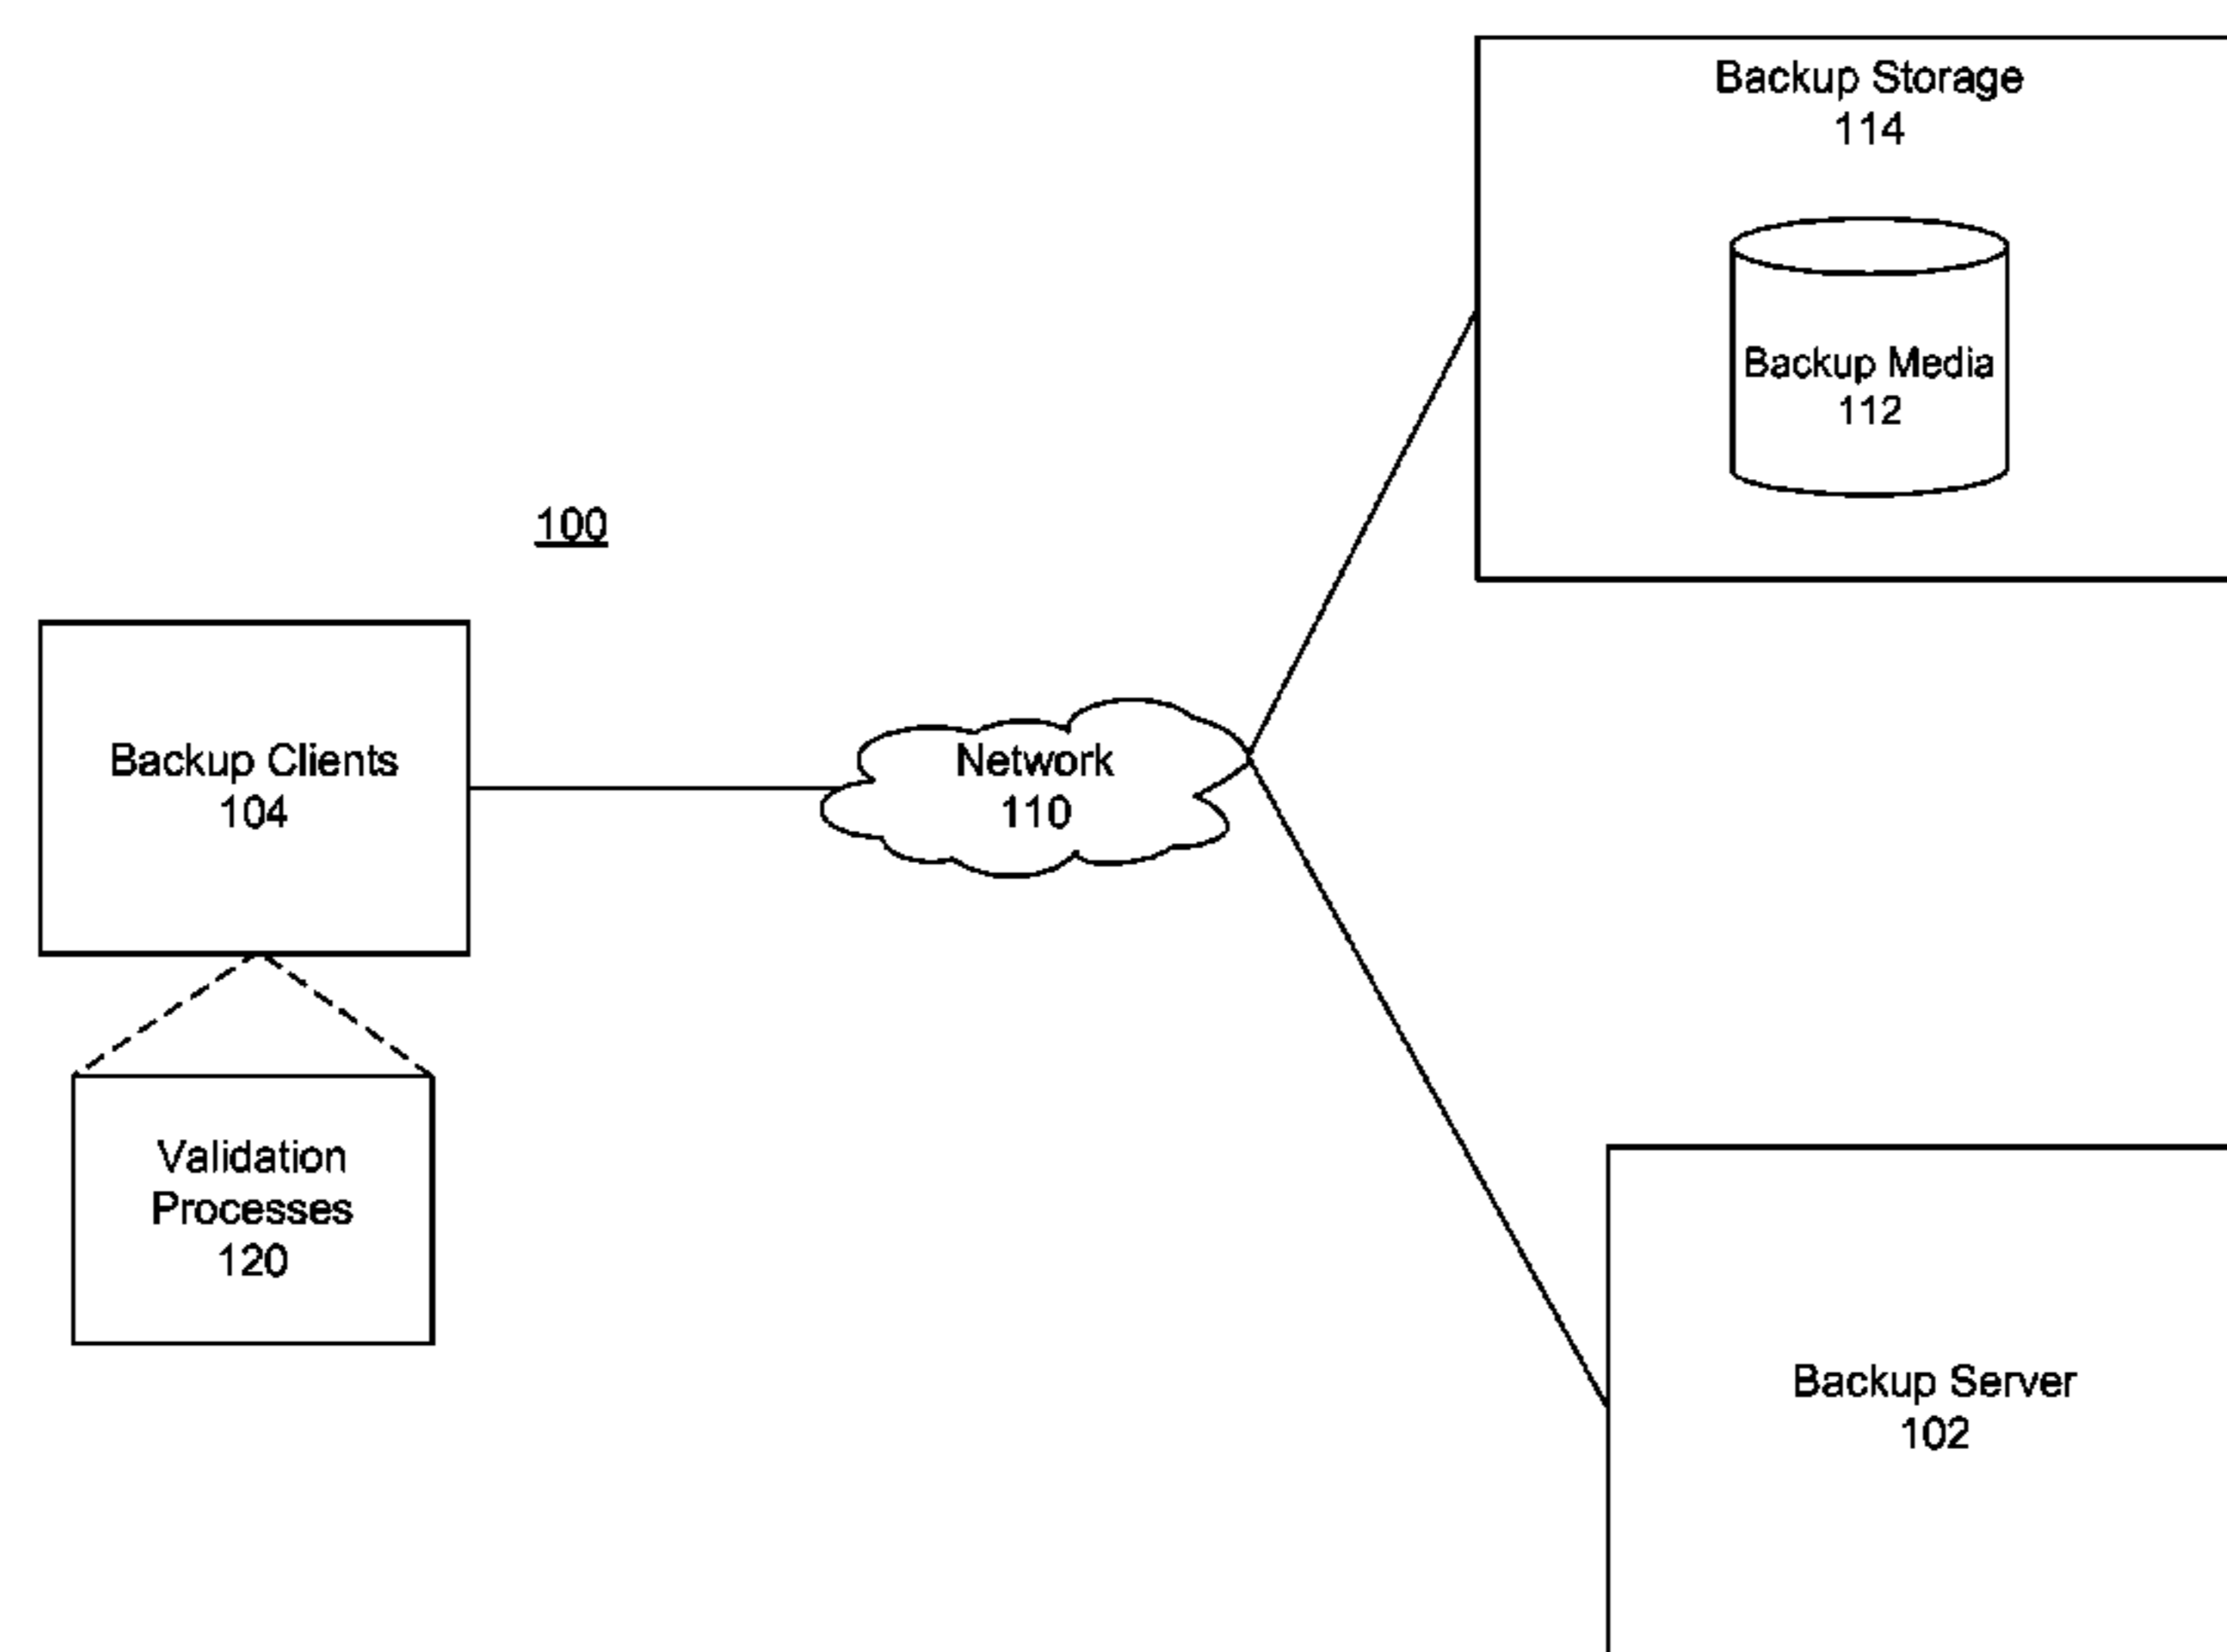 Backup Storage
114
Backup Media
112
100
Backup Clients
104
Network
110
Validation
Processes
120
Backup Server
102